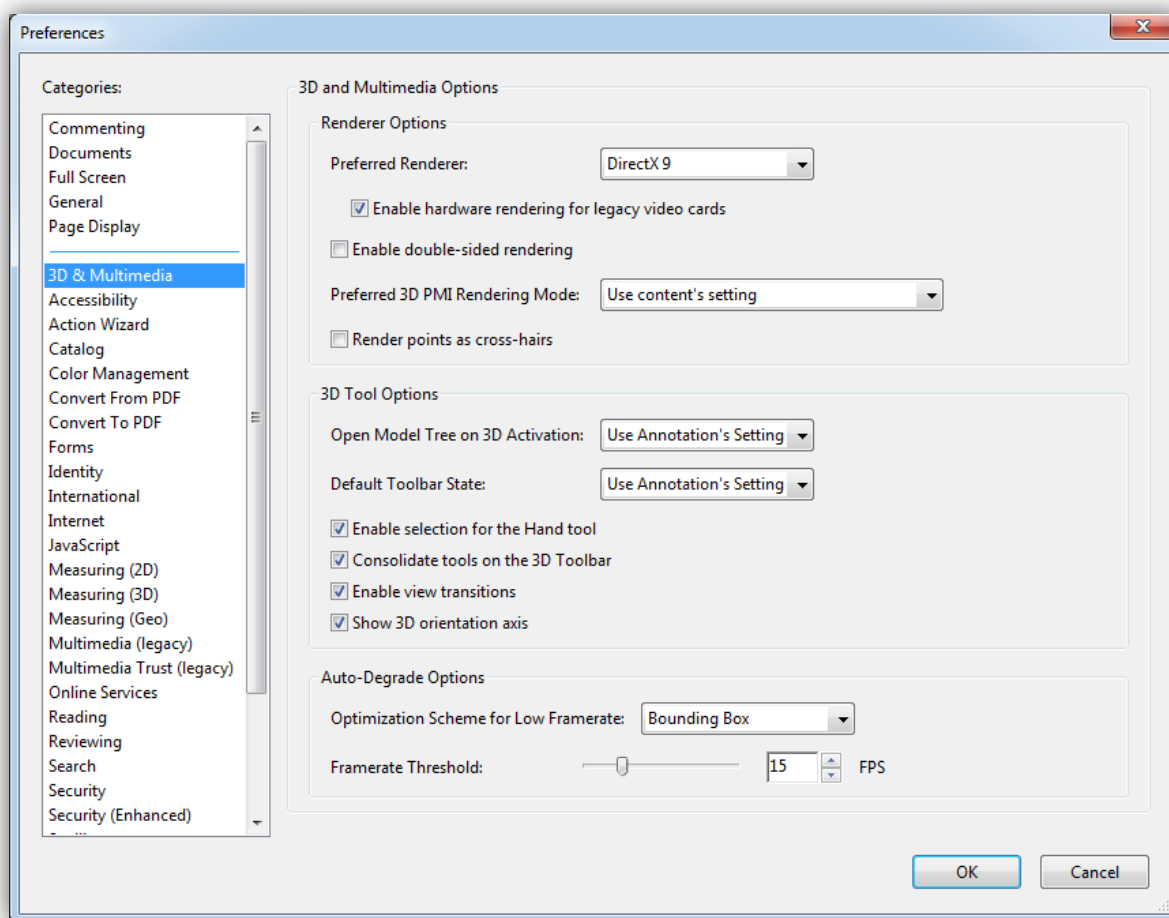 Preferences
Categories:
Commenting
Documents
Full Screen
General
Page Display
3D & Multimedia
Accessibility
Action Wizard
Catalog
Color Management
Convert From PDF
Convert To PDF
Forms
Identity
International
Internet
JavaScript
Measuring (2D)
Measuring (3D)
Measuring (Geo)
Multimedia (legacy)
Multimedia Trust (legacy)
Online Services
Reading
Reviewing
Search
Security
Security (Enhanced)
3D and Multimedia Options
Renderer Options
Preferred Renderer: DirectX 9
Enable hardware rendering for legacy video cards
Enable double-sided rendering
Preferred 3D PMI Rendering Mode: Use content's setting
Render points as cross-hairs
3D Tool Options
Open Model Tree on 3D Activation: Use Annotation's Setting
Default Toolbar State: Use Annotation's Setting
Enable selection for the Hand tool
Consolidate tools on the 3D Toolbar
Enable view transitions
Show 3D orientation axis
Auto-Degrade Options
Optimization Scheme for Low Framerate: Bounding Box
Framerate Threshold: 15 FPS
OK Cancel